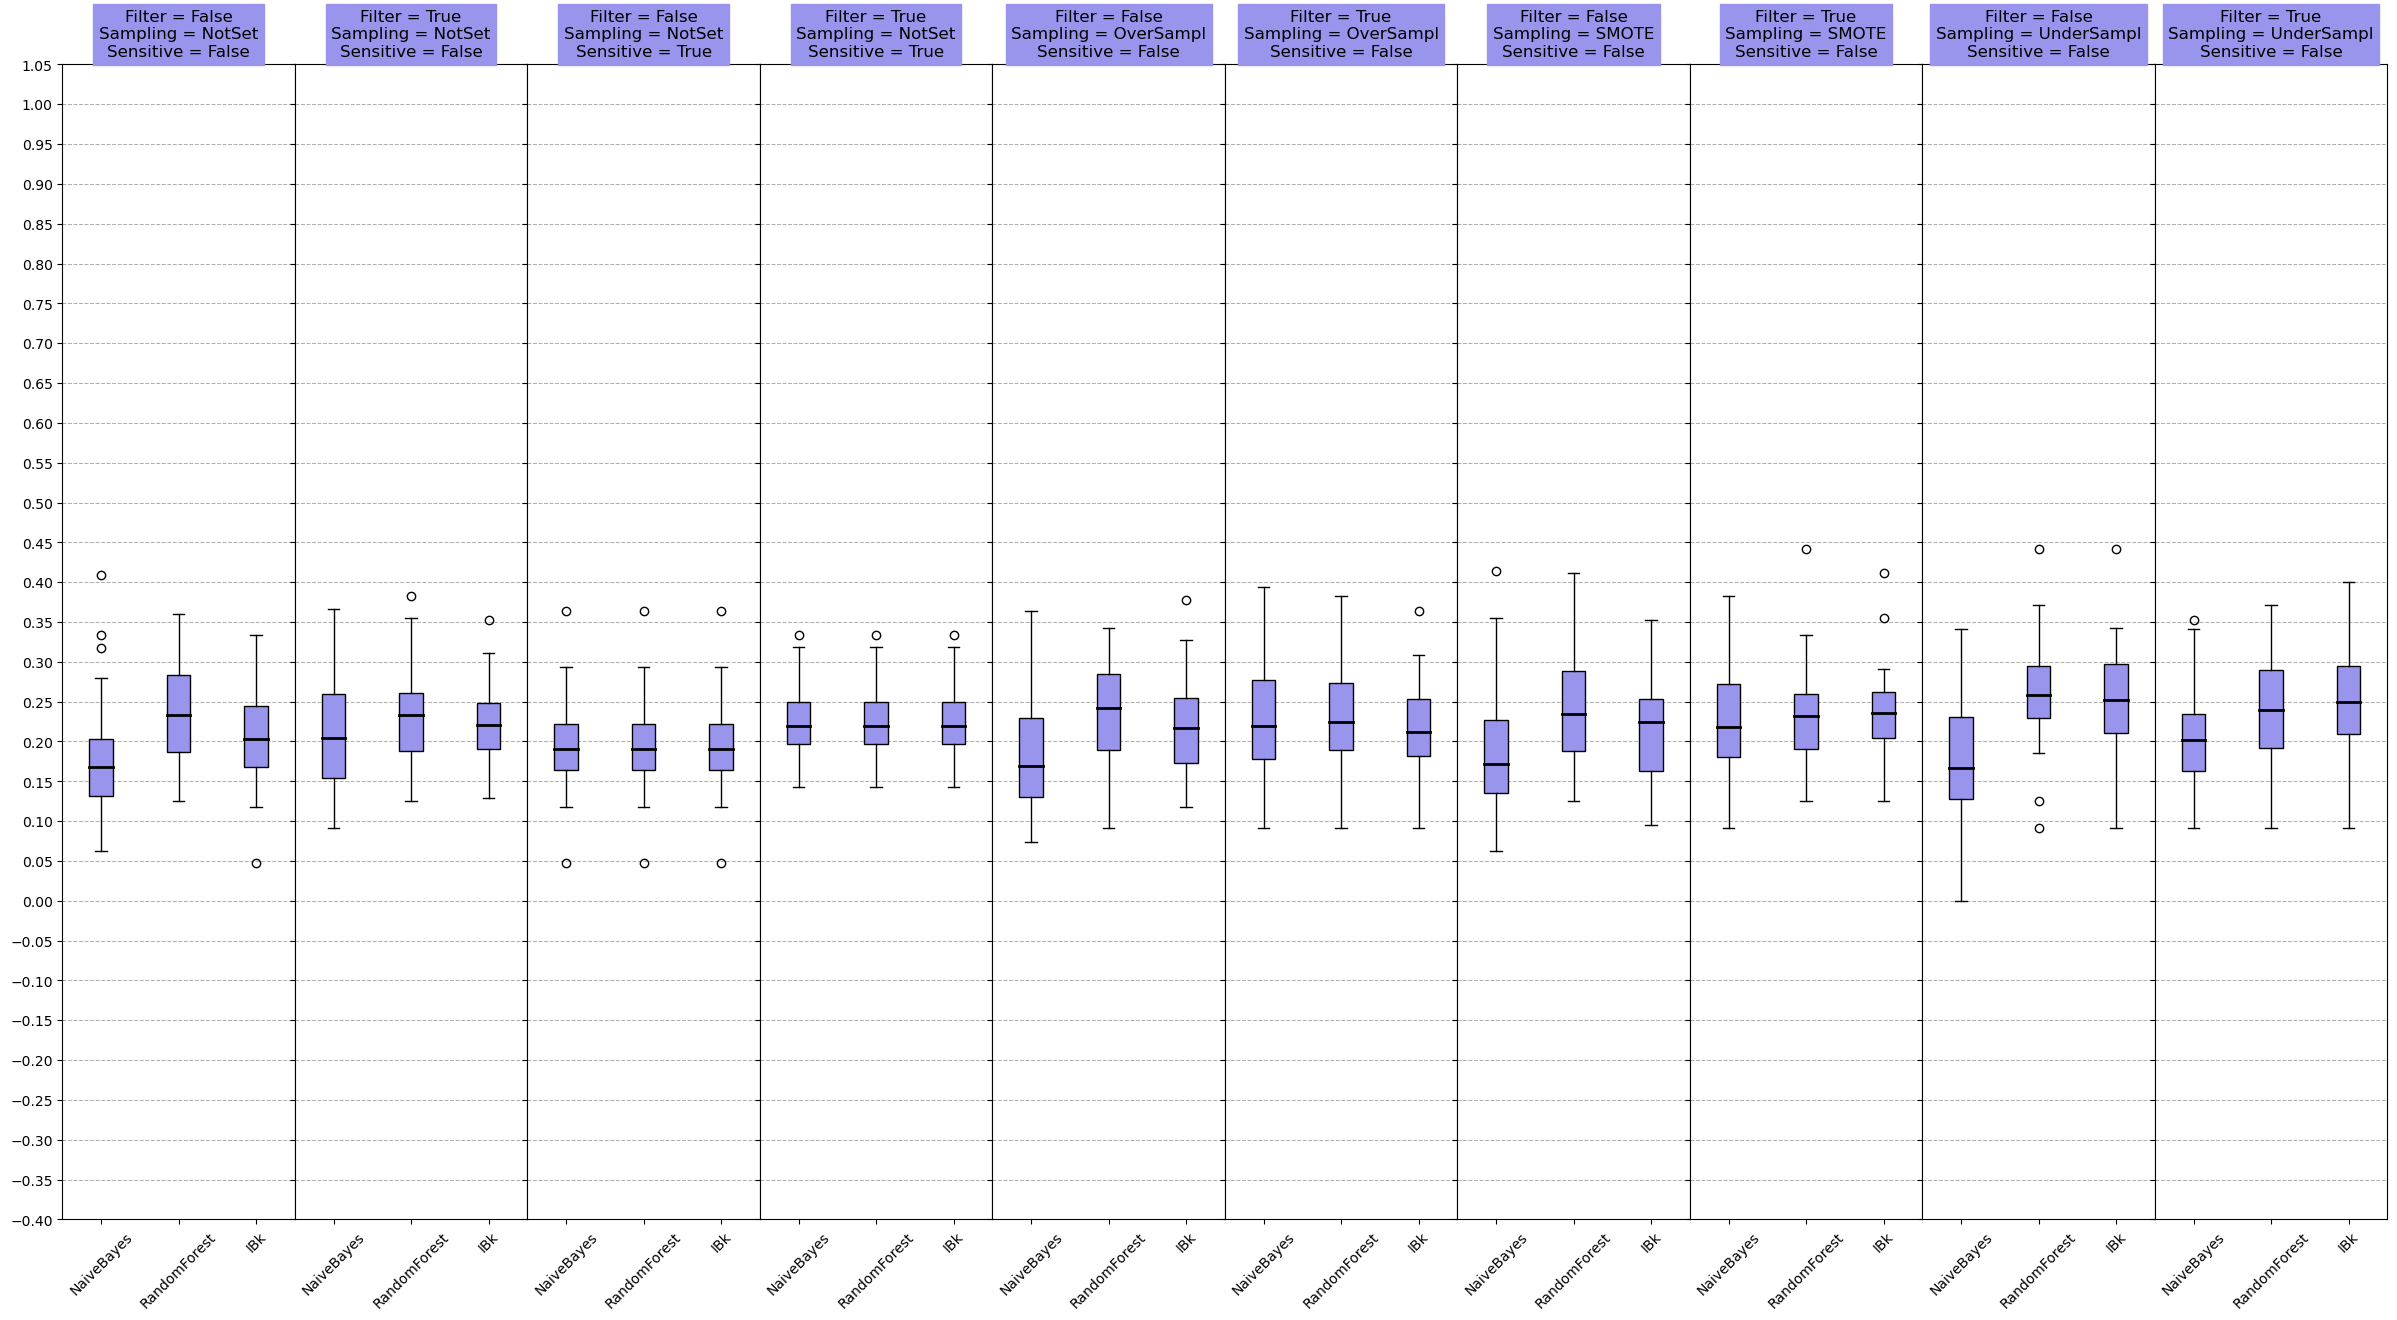 Filter = False
Sampling = NotSet
Sensitive = False
Filter = True
Sampling = NotSet
Sensitive = False
Filter = False
Sampling = NotSet
Sensitive = True
Filter = True
Sampling = NotSet
Sensitive = True
Filter = False
Sampling = OverSampl
Sensitive = False
Filter = True
Sampling = OverSampl
Sensitive = False
Filter = False
Sampling = SMOTE
Sensitive = False
Filter = True
Sampling = SMOTE
Sensitive = False
Filter = False
Sampling = UnderSampl
Sensitive = False
Filter = True
Sampling = UnderSampl
Sensitive = False
1.05
1.00
0.95
0.90
0.85
0.80
0.75
0.70
0.65
0.60
0.55
0.50
0.45
0.40
0.35
0.30
0.25
0.20
0.15
0.10
0.05
0.00
−0.05
−0.10
−0.15
−0.20
−0.25
−0.30
−0.35
−0.40
NaiveBayes
RandomForest
IBk
NaiveBayes
RandomForest
IBk
NaiveBayes
RandomForest
IBk
NaiveBayes
RandomForest
IBk
NaiveBayes
RandomForest
IBk
NaiveBayes
RandomForest
IBk
NaiveBayes
RandomForest
IBk
NaiveBayes
RandomForest
IBk
NaiveBayes
RandomForest
IBk
NaiveBayes
RandomForest
IBk